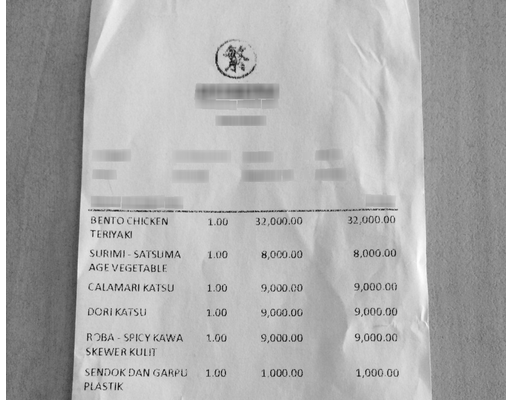 繁
BENTO CHICKEN 1.00 32,000.00 32,000.00
TERIYAKI
SURIMI - SATSUMA 1.00 8,000.00 8,000.00
AGE VEGETABLE
CALAMARI KATSU 1.00 9,000.00 9,000.00
DORI KATSU 1.00 9,000.00 9,000.00
ROBA - SPICY KAWA 1.00 9,000.00 9,000.00
SKEWER KULIT
SENDOK DAN GARPU 1.00 1,000.00 1,000.00
PLASTIK